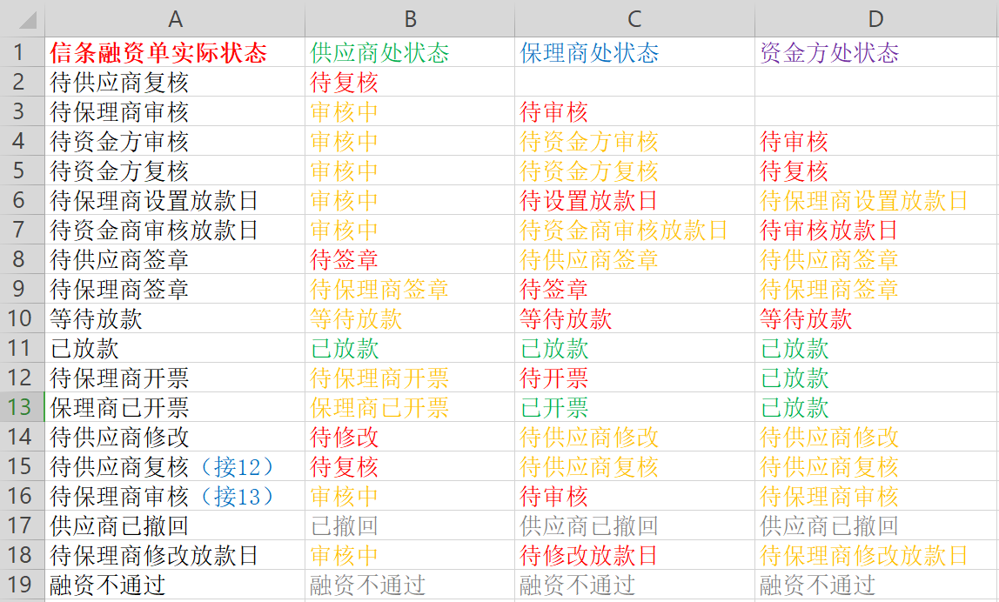 A B C D
1 信条融资单实际状态 供应商处状态 保理商处状态 资金方处状态
2 待供应商复核 待复核
3 待保理商审核 审核中 待审核
4 待资金方审核 审核中 待资金方审核 待审核
5 待资金方复核 审核中 待资金方复核 待复核
6 待保理商设置放款日 审核中 待设置放款日 待保理商设置放款日
7 待资金商审核放款日 审核中 待资金商审核放款日 待审核放款日
8 待供应商签章 待签章 待供应商签章 待供应商签章
9 待保理商签章 待保理商签章 待签章 待保理商签章
10 等待放款 等待放款 等待放款 等待放款
11 已放款 已放款 已放款 已放款
12 待保理商开票 待保理商开票 待开票 已放款
13 保理商已开票 保理商已开票 已开票 已放款
14 待供应商修改 待修改 待供应商修改 待供应商修改
15 待供应商复核（接12） 待复核 待供应商复核 待供应商复核
16 待保理商审核（接13） 审核中 待审核 待保理商审核
17 供应商已撤回 已撤回 供应商已撤回 供应商已撤回
18 待保理商修改放款日 审核中 待修改放款日 待保理商修改放款日
19 融资不通过 融资不通过 融资不通过 融资不通过